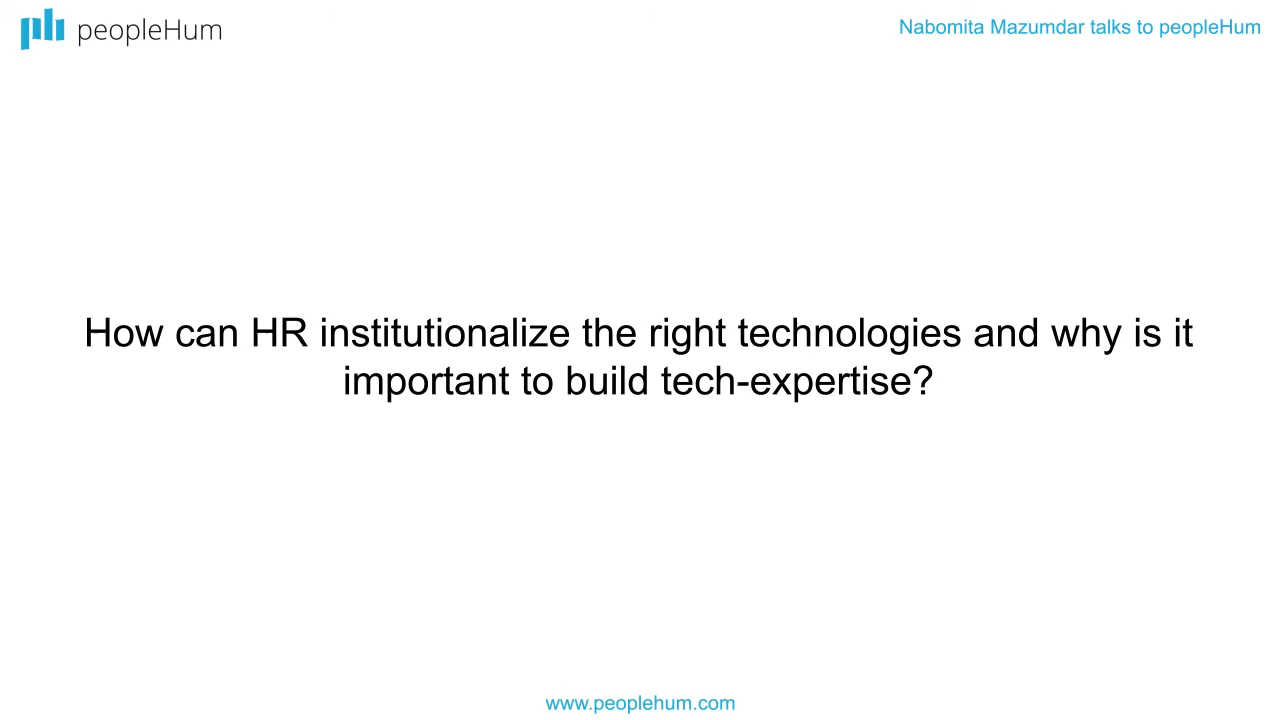 peopleHum
Nabomita Mazumdar talks to peopleHum
How can HR institutionalize the right technologies and why is it
important to build tech-expertise?
www.peoplehum.com